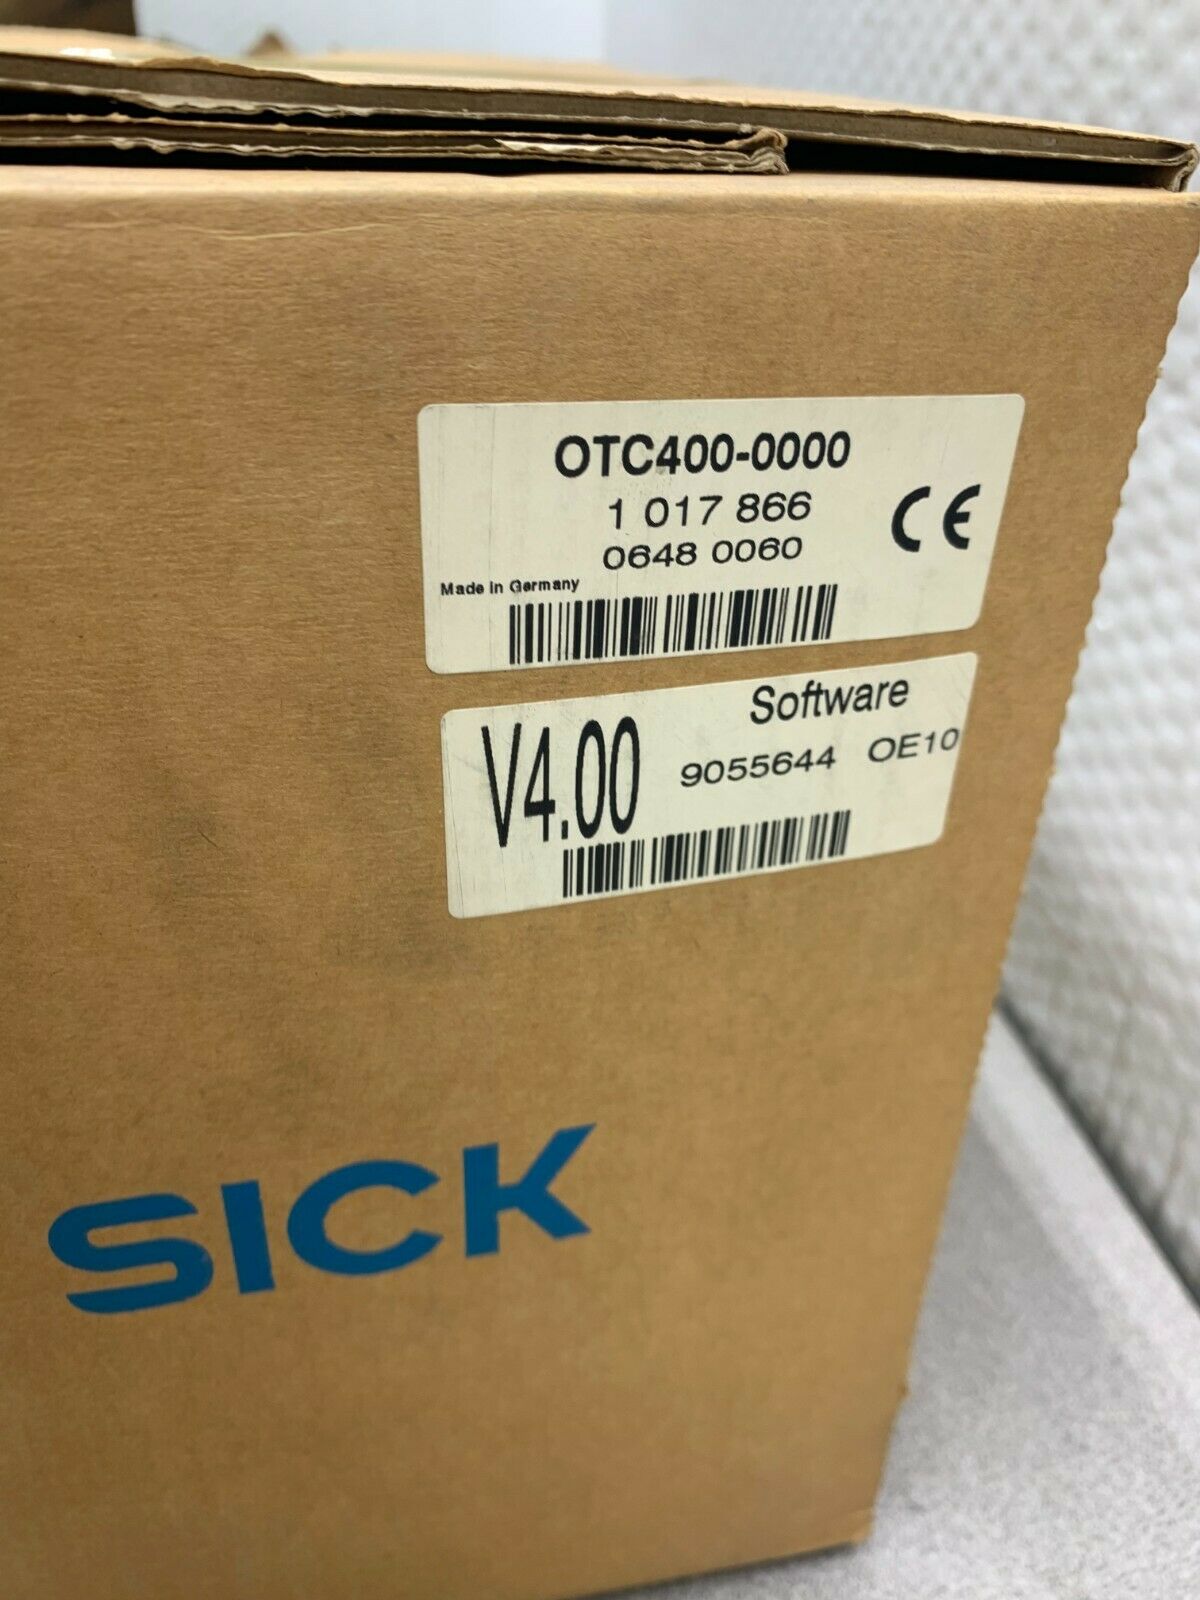 OTC400-0000
1 017 866
0648 0060
CE
Made in Germany
Software
V4.00
9055644 OE10
SICK